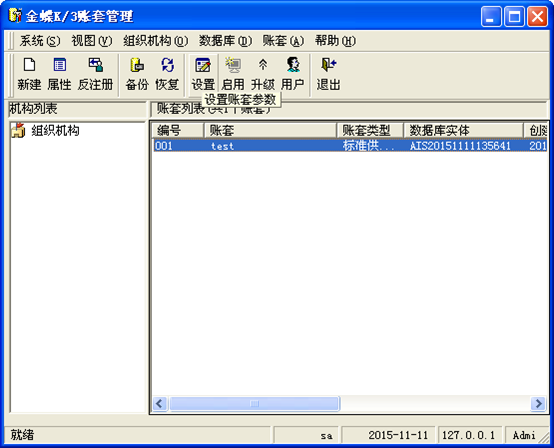 金蝶K/3账套管理
系统(S) 视图(V) 组织机构(O) 数据库(D) 账套(A) 帮助(H)
新建 属性 反注册 备份 恢复 设置 启用 升级 用户 退出
设置账套参数
机构列表 账套列表(共1个账套)
组织机构
编号 账套 账套类型 数据库实体 创建
001 test 标准供... AIS20151111135641 201
就绪 sa 2015-11-11 127.0.0.1 Admi